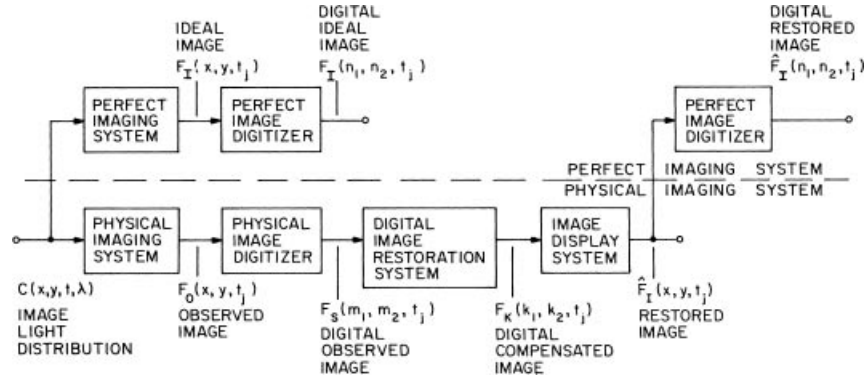 IDEAL
IMAGE
F_I(x, y, t_j)
DIGITAL
IDEAL
IMAGE
F_I(n_1, n_2, t_j)
DIGITAL
RESTORED
IMAGE
F̂_I(n_1, n_2, t_j)
PERFECT
IMAGING
SYSTEM
PERFECT
IMAGE
DIGITIZER
PERFECT
IMAGE
DIGITIZER
PERFECT IMAGING SYSTEM
PHYSICAL IMAGING SYSTEM
PHYSICAL
IMAGING
SYSTEM
PHYSICAL
IMAGE
DIGITIZER
DIGITAL
IMAGE
RESTORATION
SYSTEM
IMAGE
DISPLAY
SYSTEM
C(x,y,t,λ)
IMAGE
LIGHT
DISTRIBUTION
F_O(x, y, t_j)
OBSERVED
IMAGE
F_S(m_1, m_2, t_j)
DIGITAL
OBSERVED
IMAGE
F_K(k_1, k_2, t_j)
DIGITAL
COMPENSATED
IMAGE
F̂_I(x, y, t_j)
RESTORED
IMAGE